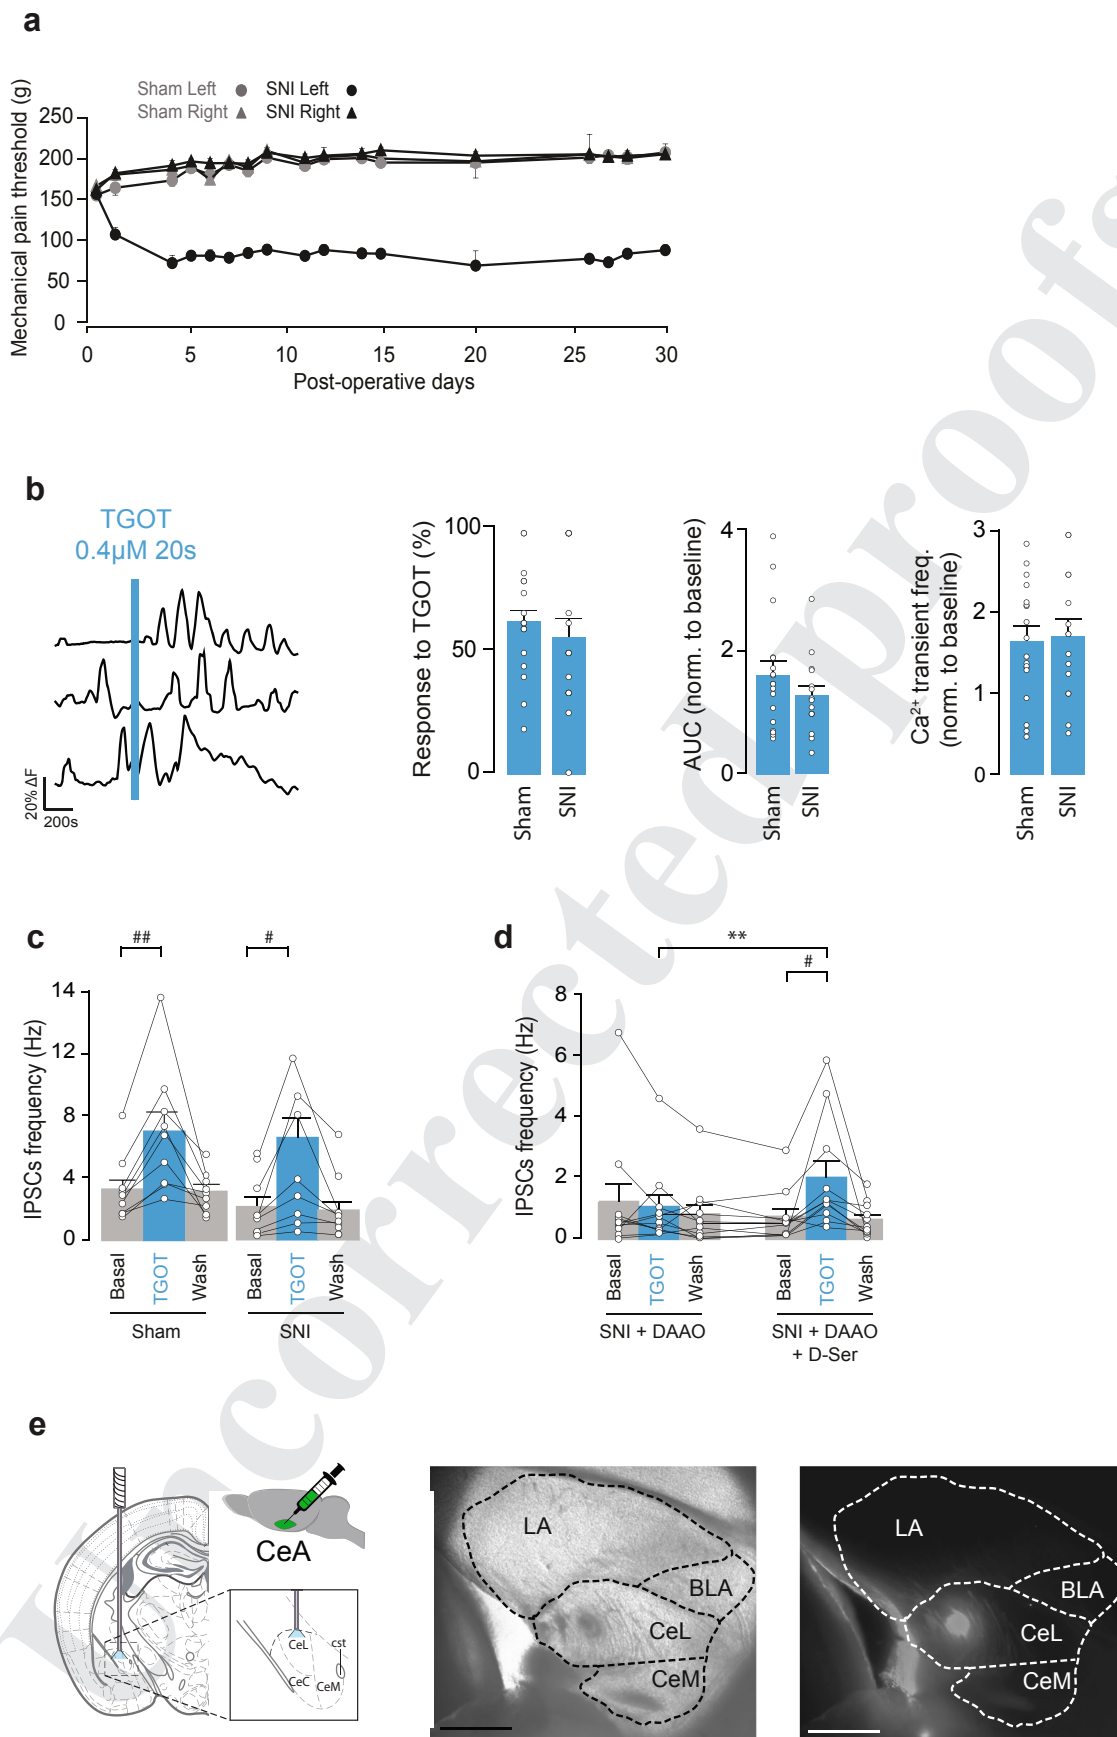 a
Sham Left
SNI Left
Sham Right
SNI Right
Mechanical pain threshold (g)
250
200
150
100
50
0
0
5
10
15
20
25
30
Post-operative days
b
TGOT
0.4µM 20s
20% ΔF
200s
Response to TGOT (%)
100
50
0
Sham
SNI
AUC (norm. to baseline)
4
2
0
Sham
SNI
Ca2+ transient freq.
(norm. to baseline)
3
2
1
0
Sham
SNI
c
##
#
IPSCs frequency (Hz)
14
12
8
4
0
Basal
TGOT
Wash
Basal
TGOT
Wash
Sham
SNI
d
**
#
IPSCs frequency (Hz)
8
6
4
2
0
Basal
TGOT
Wash
Basal
TGOT
Wash
SNI + DAAO
SNI + DAAO
+ D-Ser
e
CeA
CeL
cst
CeC
CeM
LA
BLA
CeL
CeM
LA
BLA
CeL
CeM
Uncorrected proofs